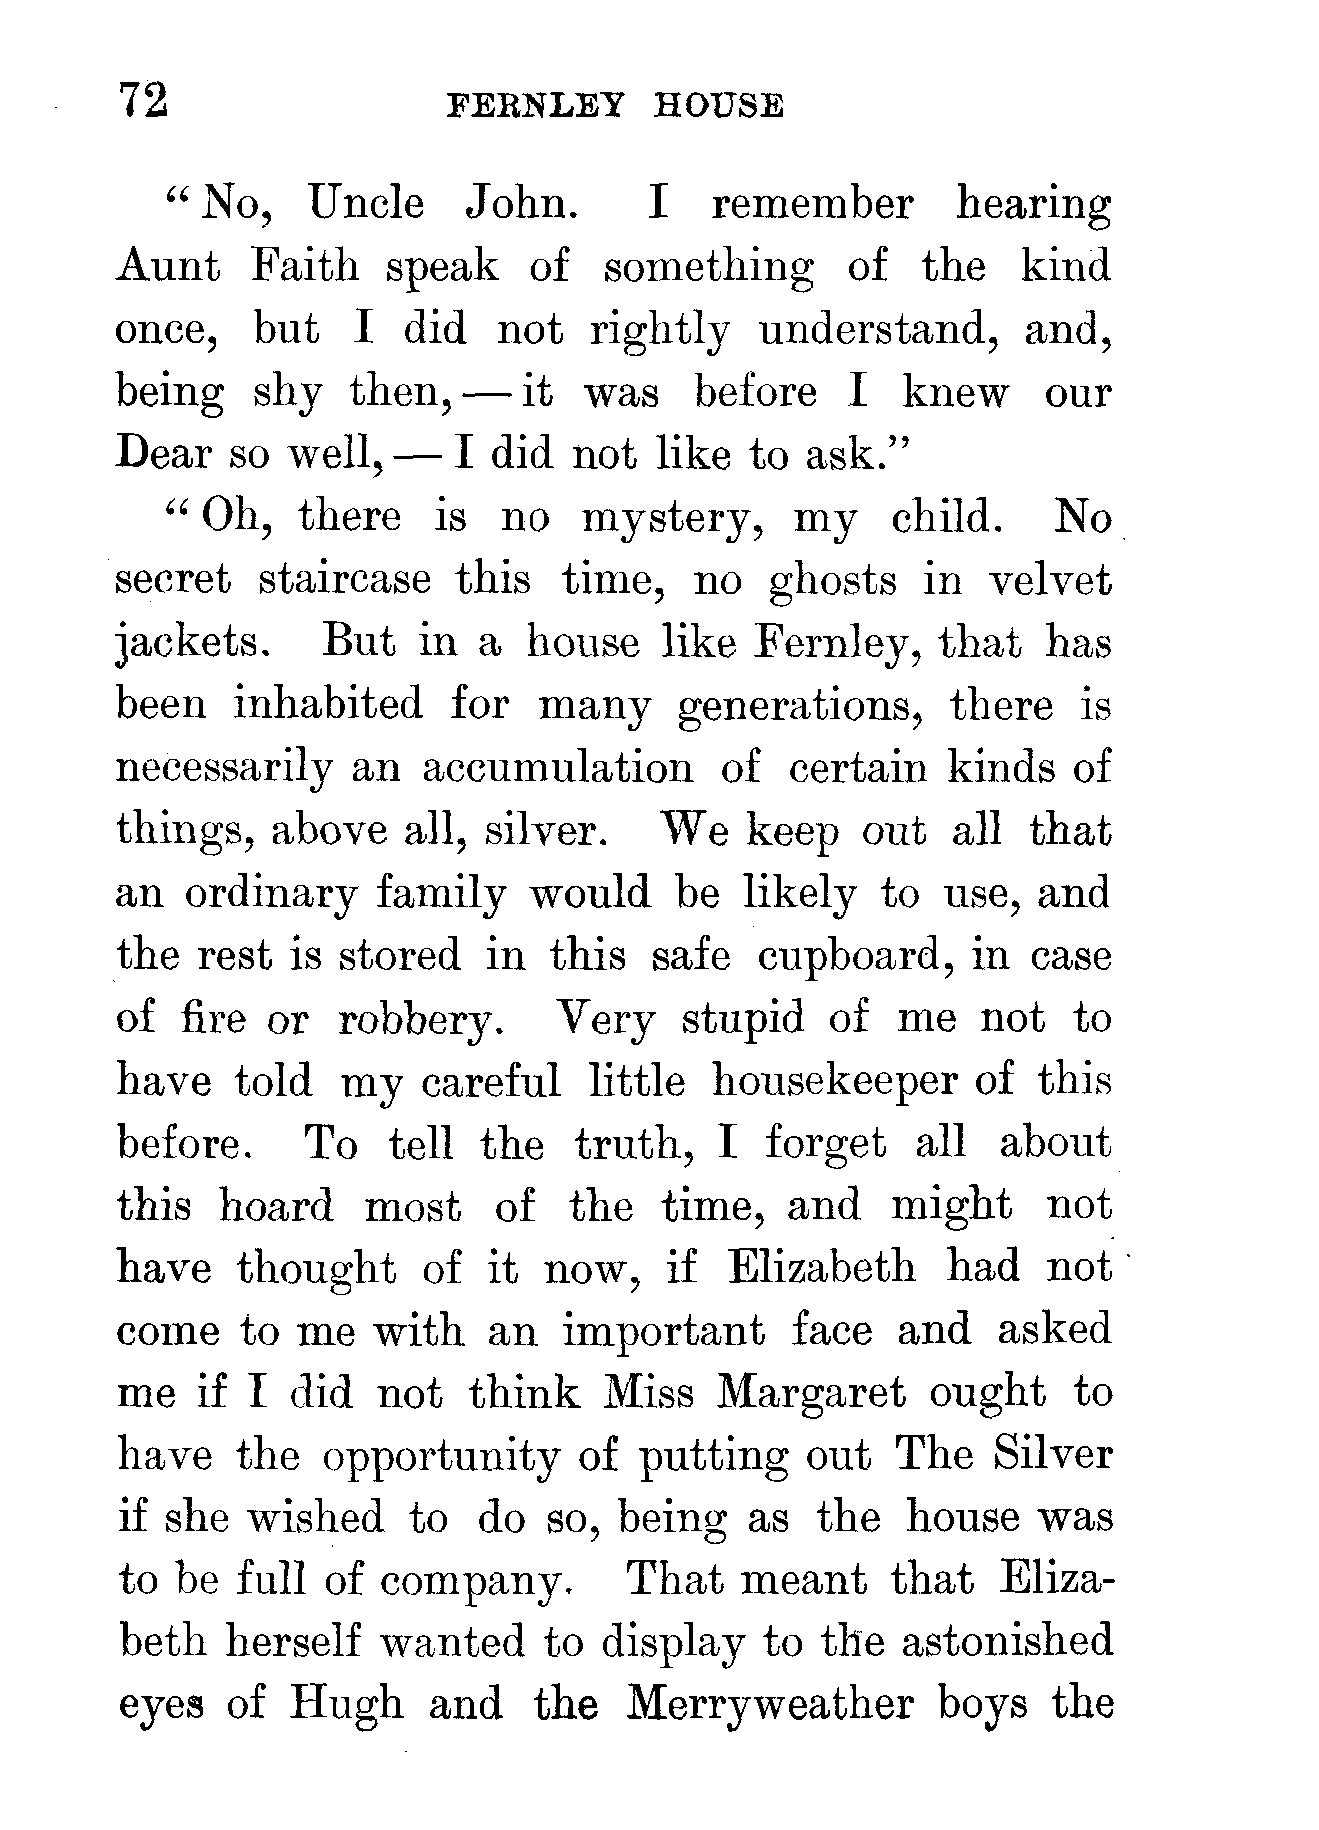 72 FERNLEY HOUSE
“ No, Uncle John. I remember hearing
Aunt Faith speak of something of the kind
once, but I did not rightly understand, and,
being shy then, — it was before I knew our
Dear so well, — I did not like to ask.”
“ Oh, there is no mystery, my child. No
secret staircase this time, no ghosts in velvet
jackets. But in a house like Fernley, that has
been inhabited for many generations, there is
necessarily an accumulation of certain kinds of
things, above all, silver. We keep out all that
an ordinary family would be likely to use, and
the rest is stored in this safe cupboard, in case
of fire or robbery. Very stupid of me not to
have told my careful little housekeeper of this
before. To tell the truth, I forget all about
this hoard most of the time, and might not
have thought of it now, if Elizabeth had not
come to me with an important face and asked
me if I did not think Miss Margaret ought to
have the opportunity of putting out The Silver
if she wished to do so, being as the house was
to be full of company. That meant that Eliza-
beth herself wanted to display to the astonished
eyes of Hugh and the Merryweather boys the